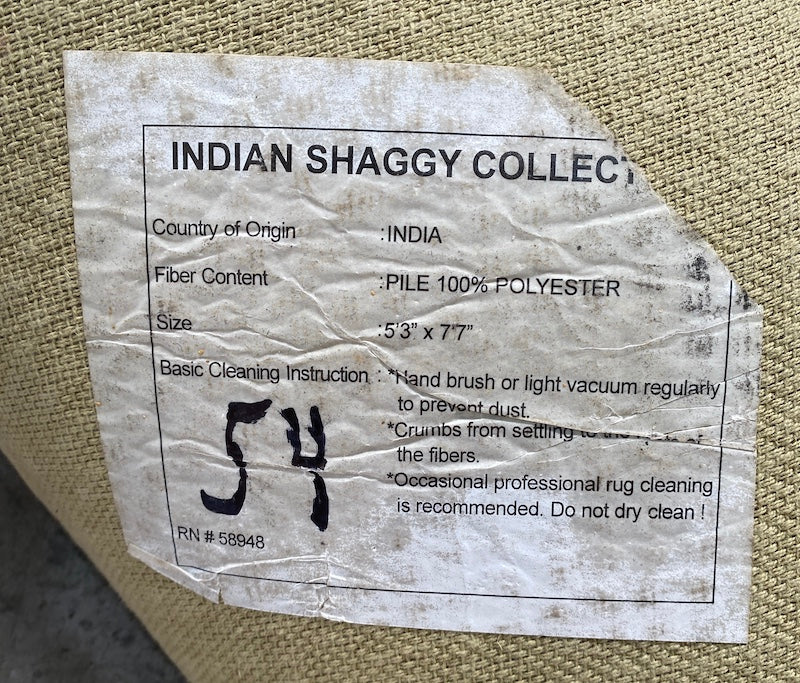 INDIAN SHAGGY COLLECT
Country of Origin :INDIA
Fiber Content :PILE 100% POLYESTER
Size :5'3" x 7'7"
Basic Cleaning Instruction : *Hand brush or light vacuum regularly
to prevent dust.
*Crumbs from settling to the
the fibers.
*Occasional professional rug cleaning
is recommended. Do not dry clean !
54
RN # 58948